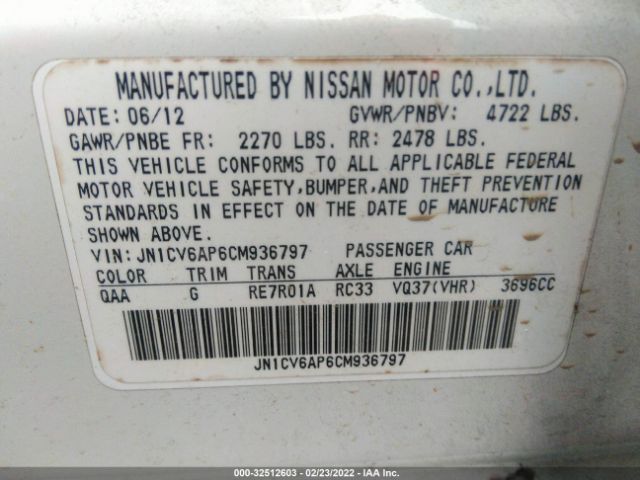 MANUFACTURED BY NISSAN MOTOR CO.,LTD.
DATE: 06/12 GVWR/PNBV: 4722 LBS.
GAWR/PNBE FR: 2270 LBS. RR: 2478 LBS.
THIS VEHICLE CONFORMS TO ALL APPLICABLE FEDERAL
MOTOR VEHICLE SAFETY,BUMPER,AND THEFT PREVENTION
STANDARDS IN EFFECT ON THE DATE OF MANUFACTURE
SHOWN ABOVE.
VIN: JN1CV6AP6CM936797 PASSENGER CAR
COLOR TRIM TRANS AXLE ENGINE
QAA G RE7R01A RC33 VQ37(VHR) 3696CC
JN1CV6AP6CM936797
000-32512603 - 02/23/2022 - IAA Inc.